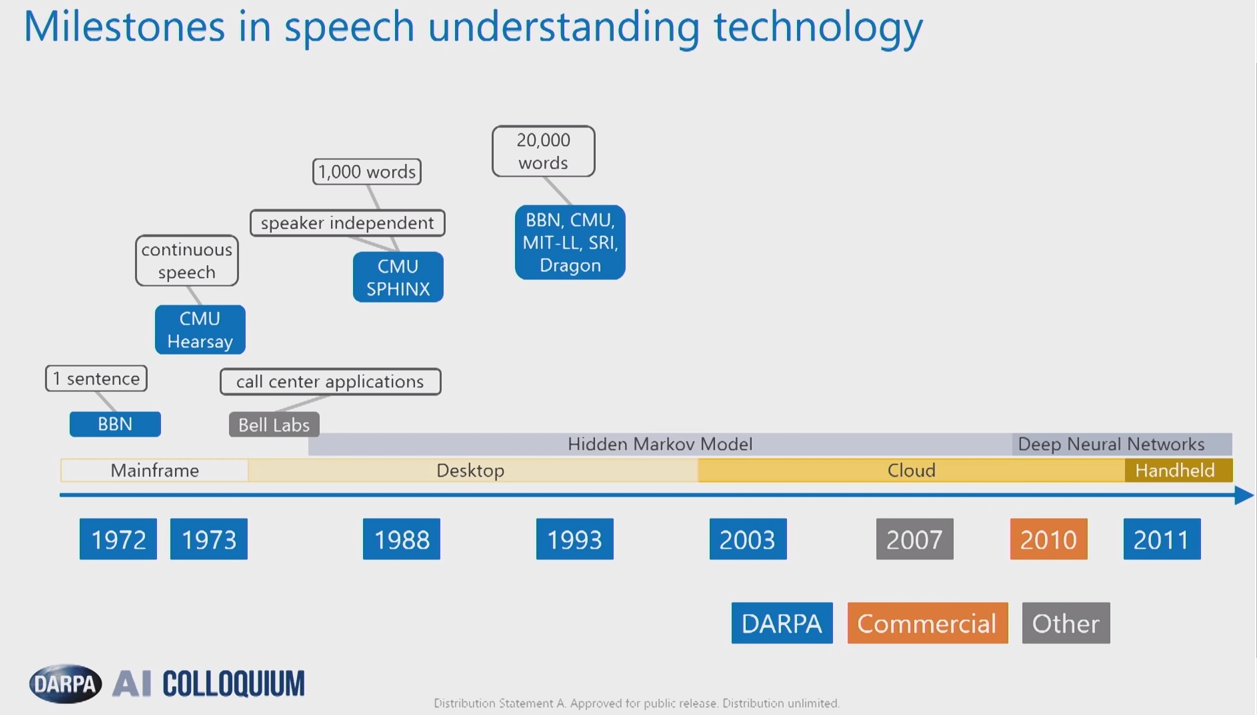 Milestones in speech understanding technology
20,000
words
1,000 words
speaker independent
BBN, CMU,
MIT-LL, SRI,
Dragon
continuous
speech
CMU
SPHINX
CMU
Hearsay
1 sentence
call center applications
BBN
Bell Labs
Hidden Markov Model
Deep Neural Networks
Mainframe
Desktop
Cloud
Handheld
1972
1973
1988
1993
2003
2007
2010
2011
DARPA
Commercial
Other
DARPA AI COLLOQUIUM
Distribution Statement A. Approved for public release. Distribution unlimited.